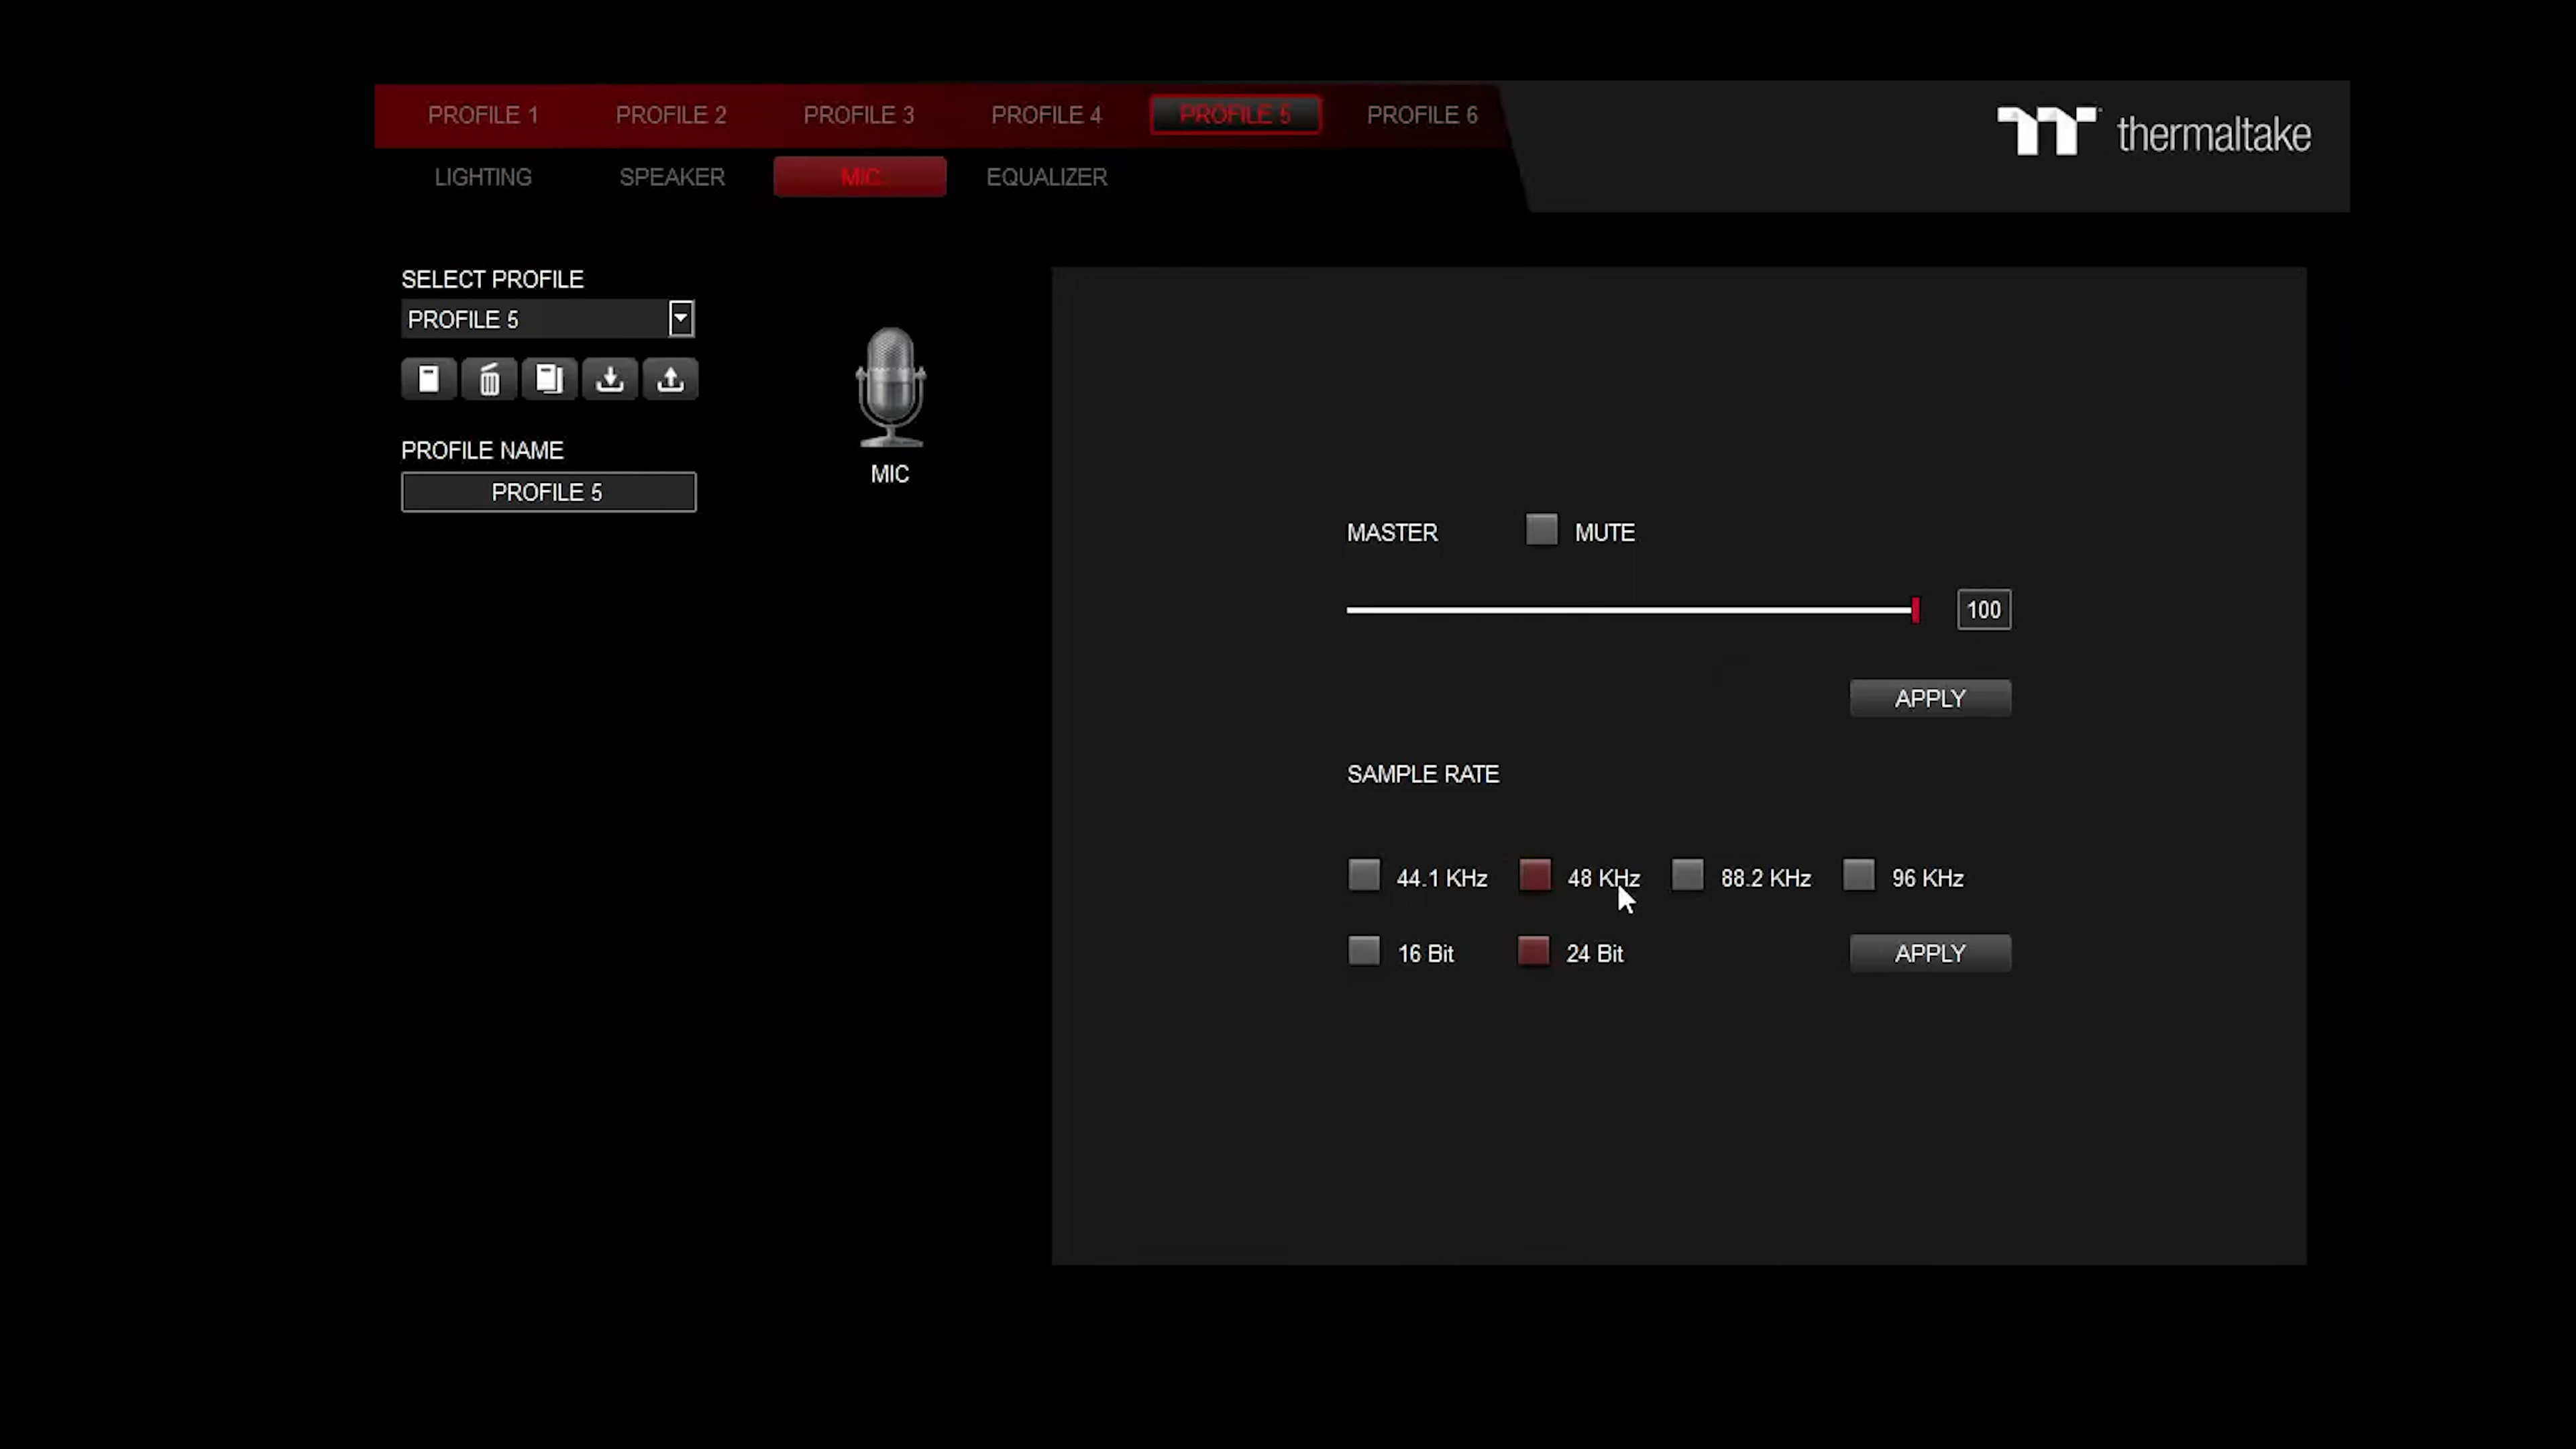 PROFILE 1 PROFILE 2 PROFILE 3 PROFILE 4 PROFILE 5 PROFILE 6
thermaltake
LIGHTING SPEAKER MIC EQUALIZER
SELECT PROFILE
PROFILE 5
PROFILE NAME
PROFILE 5
MIC
MASTER MUTE
100
APPLY
SAMPLE RATE
44.1 KHz 48 KHz 88.2 KHz 96 KHz
16 Bit 24 Bit APPLY